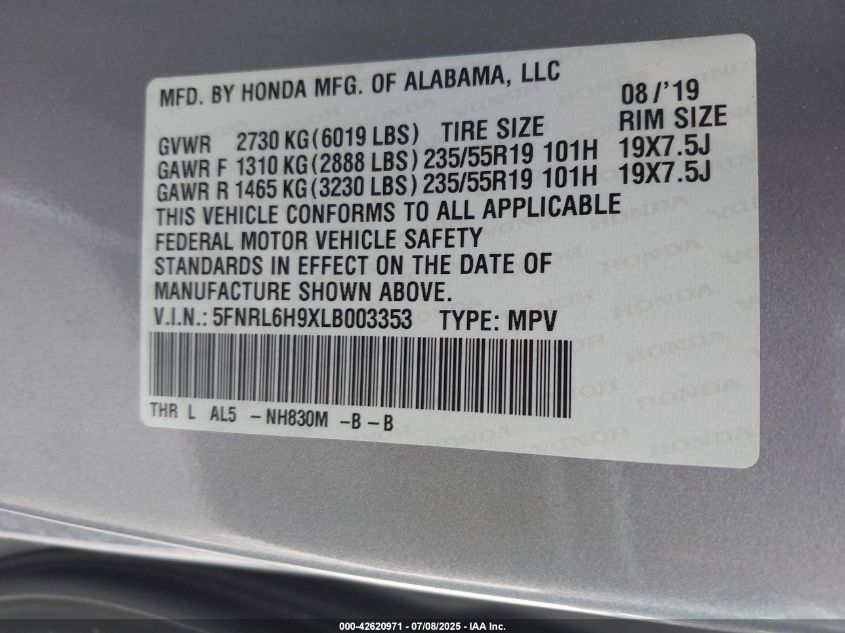 MFD. BY HONDA MFG. OF ALABAMA, LLC 08/'19
GVWR 2730 KG(6019 LBS) TIRE SIZE RIM SIZE
GAWR F 1310 KG(2888 LBS) 235/55R19 101H 19X7.5J
GAWR R 1465 KG(3230 LBS) 235/55R19 101H 19X7.5J
THIS VEHICLE CONFORMS TO ALL APPLICABLE
FEDERAL MOTOR VEHICLE SAFETY
STANDARDS IN EFFECT ON THE DATE OF
MANUFACTURE SHOWN ABOVE.
V.I.N.: 5FNRL6H9XLB003353 TYPE: MPV
THR L AL5 -NH830M -B-B
000-42620971 - 07/08/2025 - IAA Inc.